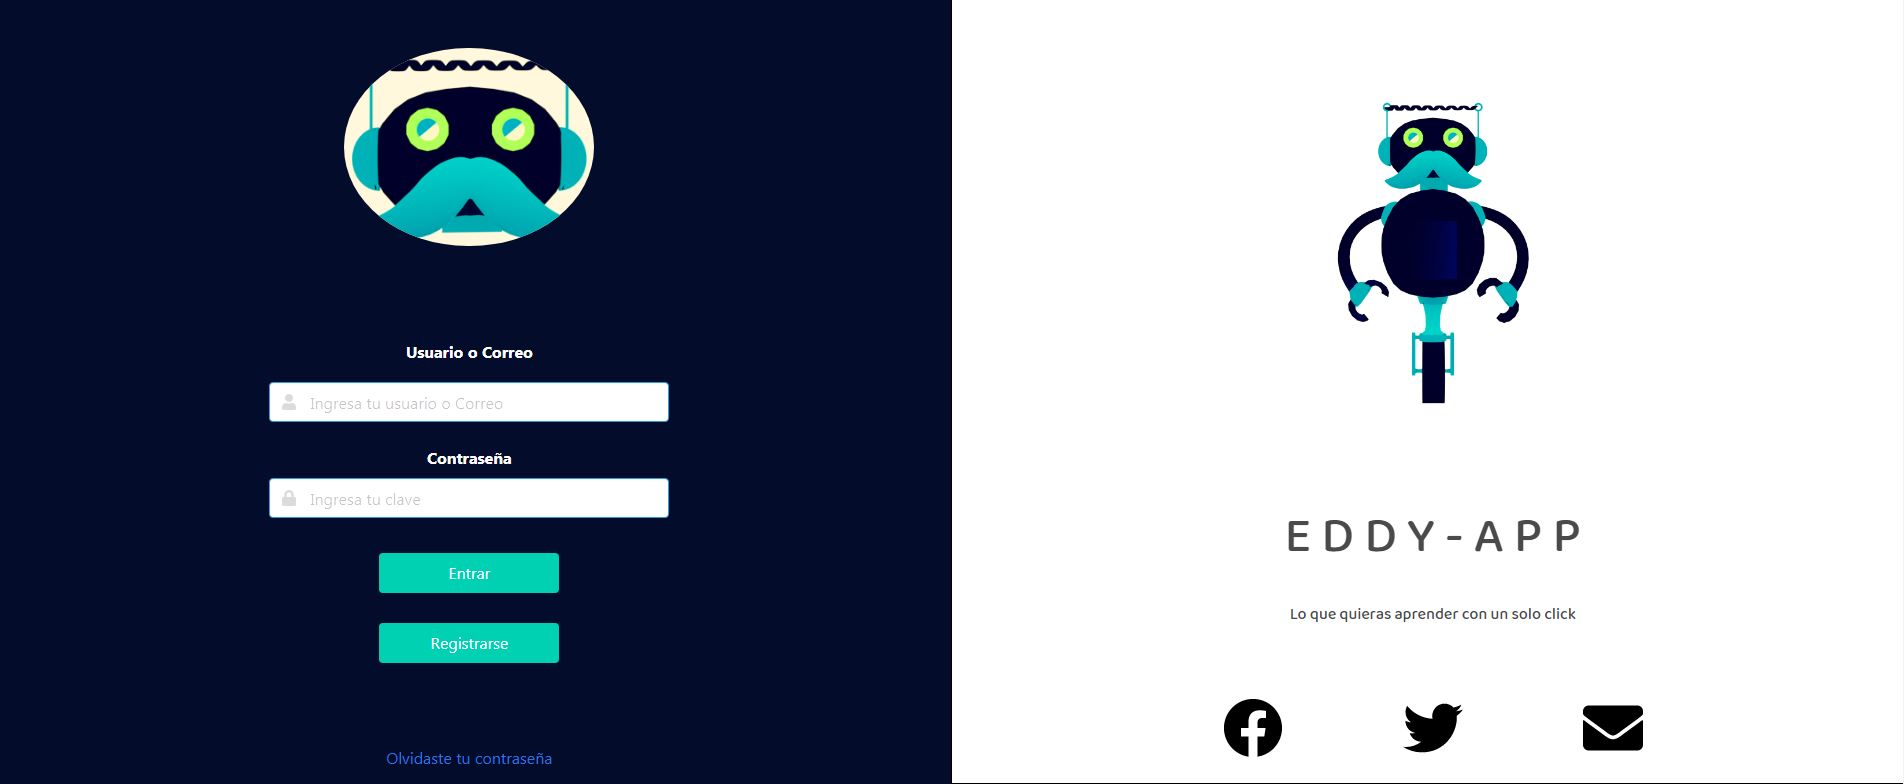 Usuario o Correo
Ingresa tu usuario o Correo
Contraseña
Ingresa tu clave
Entrar
Registrarse
Olvidaste tu contraseña
EDDY-APP
Lo que quieras aprender con un solo click